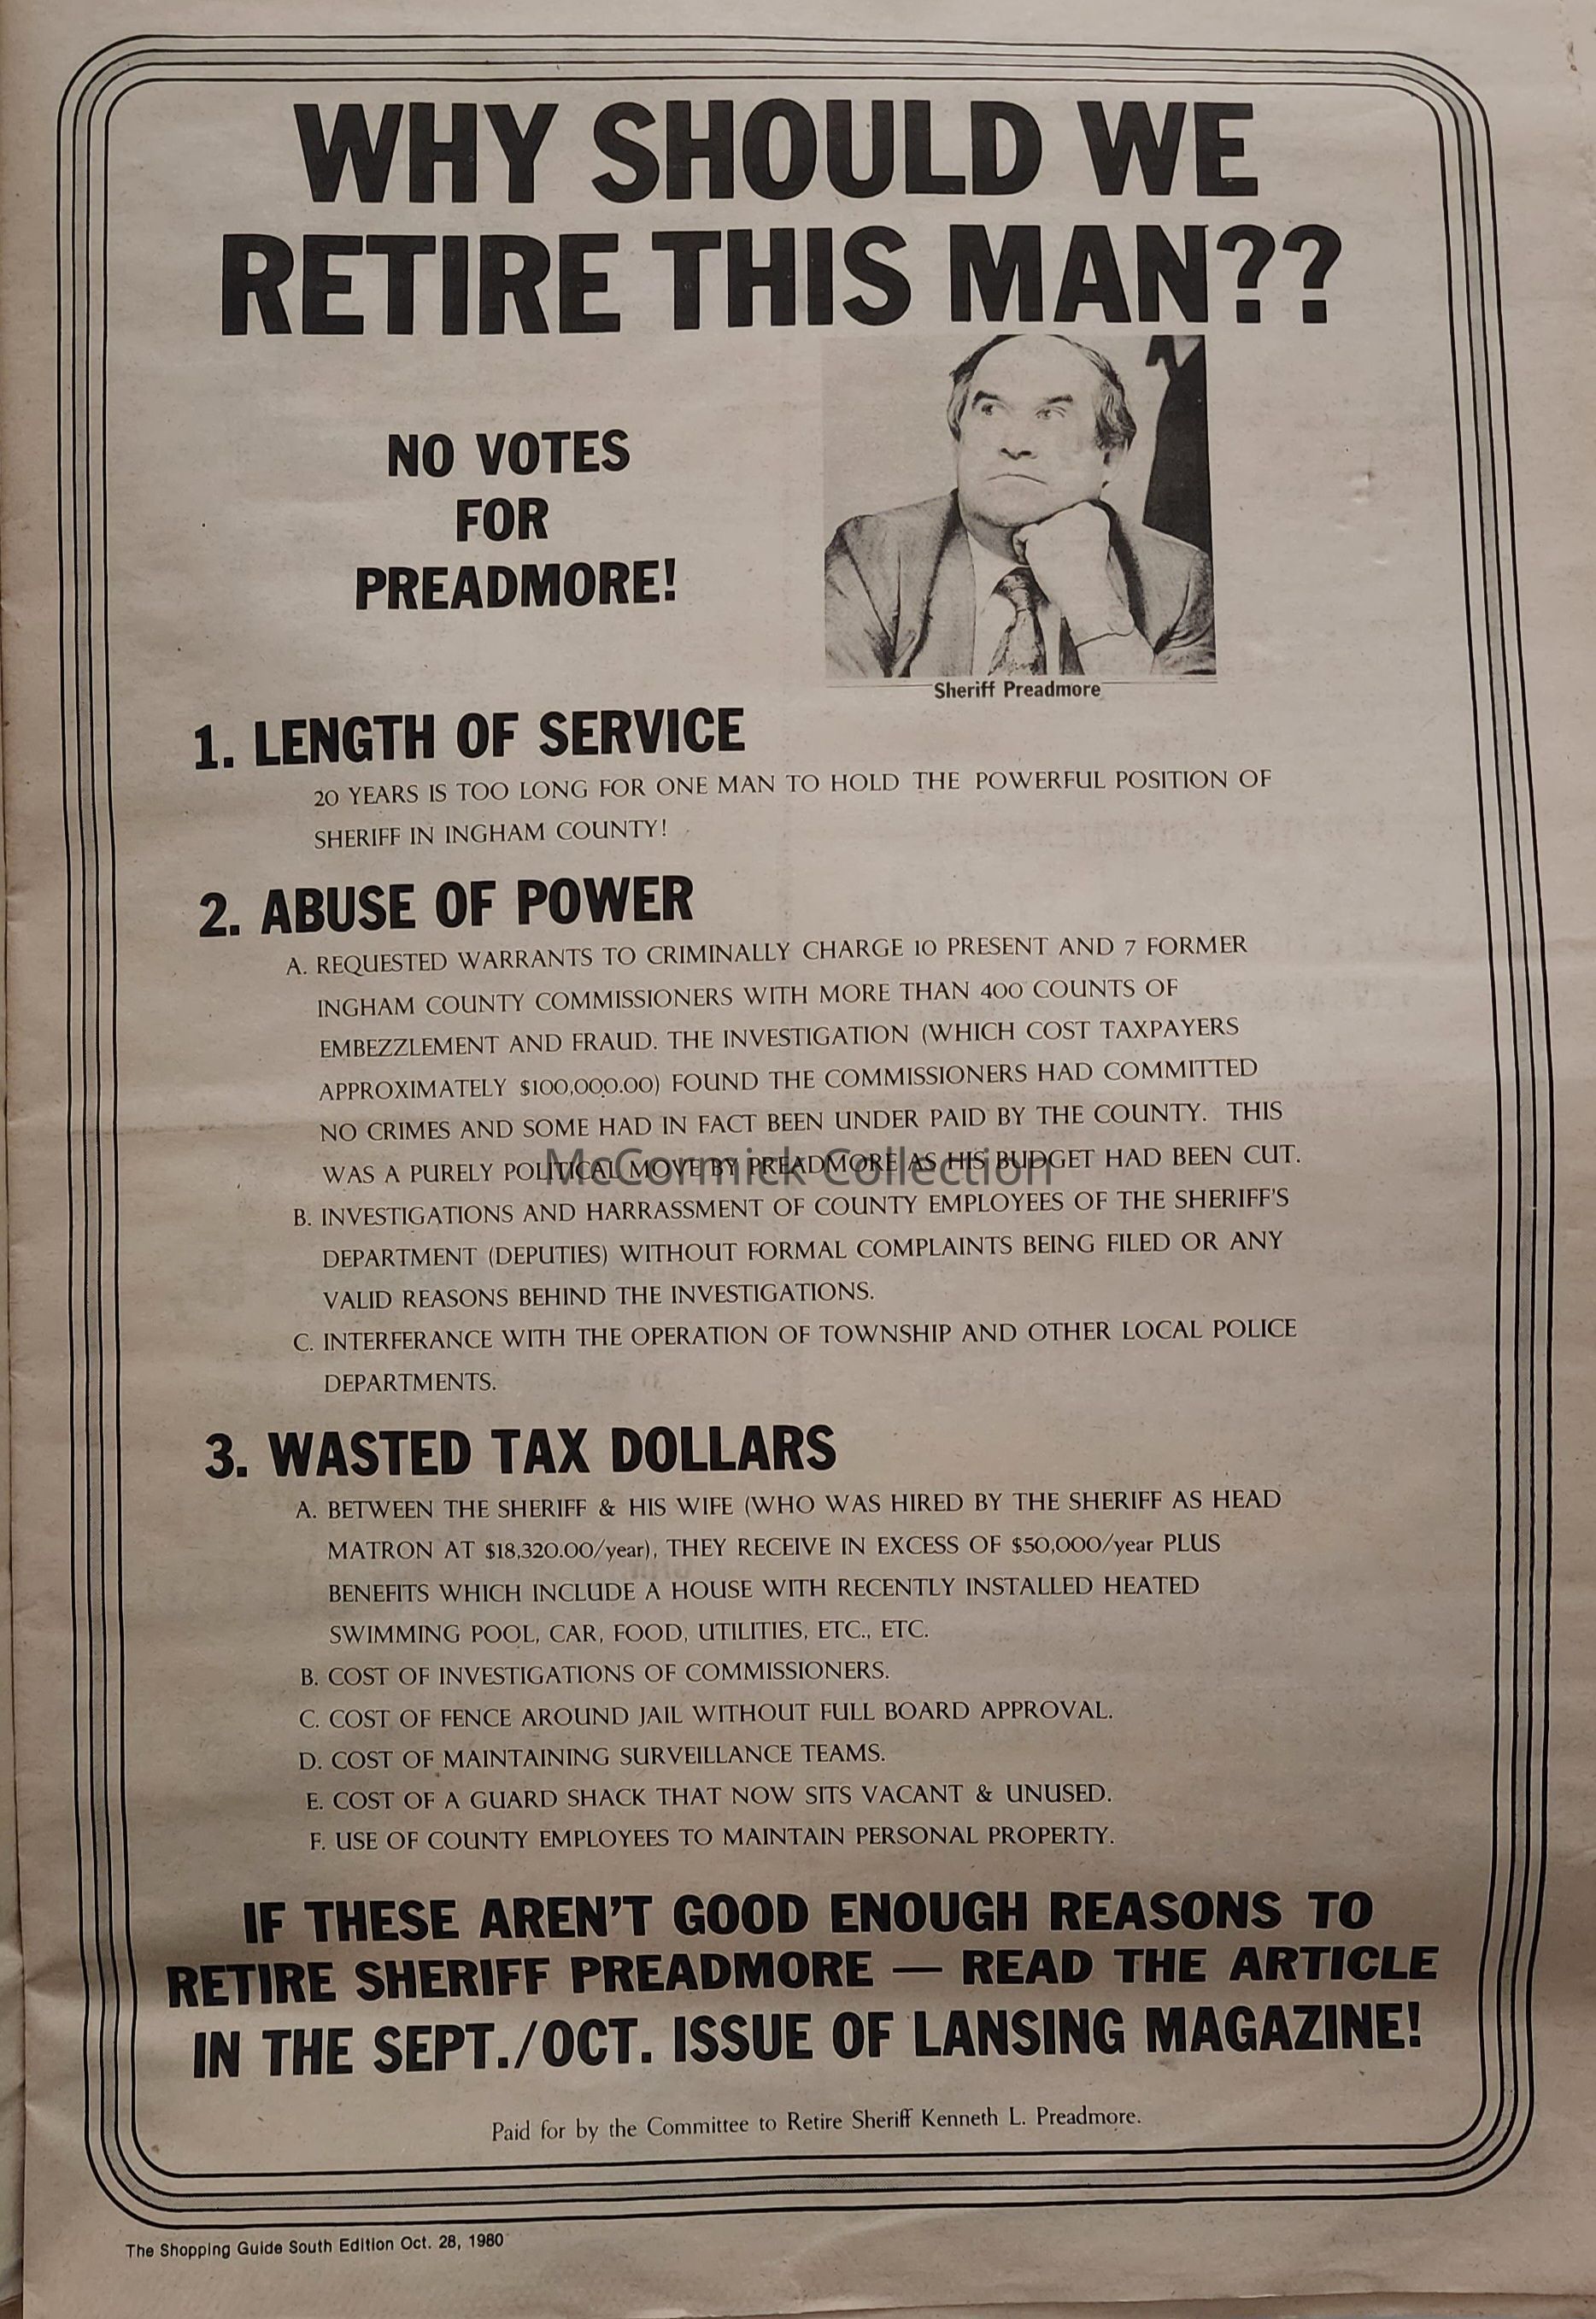 WHY SHOULD WE
RETIRE THIS MAN??
NO VOTES
FOR
PREADMORE!
Sheriff Preadmore
1. LENGTH OF SERVICE
20 YEARS IS TOO LONG FOR ONE MAN TO HOLD THE POWERFUL POSITION OF
SHERIFF IN INGHAM COUNTY!
2. ABUSE OF POWER
A. REQUESTED WARRANTS TO CRIMINALLY CHARGE 10 PRESENT AND 7 FORMER
INGHAM COUNTY COMMISSIONERS WITH MORE THAN 400 COUNTS OF
EMBEZZLEMENT AND FRAUD. THE INVESTIGATION (WHICH COST TAXPAYERS
APPROXIMATELY $100,000.00) FOUND THE COMMISSIONERS HAD COMMITTED
NO CRIMES AND SOME HAD IN FACT BEEN UNDER PAID BY THE COUNTY. THIS
WAS A PURELY POLITICAL MOVE BY PREADMORE AS HIS BUDGET HAD BEEN CUT.
McCormick Collection
B. INVESTIGATIONS AND HARRASSMENT OF COUNTY EMPLOYEES OF THE SHERIFF'S
DEPARTMENT (DEPUTIES) WITHOUT FORMAL COMPLAINTS BEING FILED OR ANY
VALID REASONS BEHIND THE INVESTIGATIONS.
C. INTERFERANCE WITH THE OPERATION OF TOWNSHIP AND OTHER LOCAL POLICE
DEPARTMENTS.
3. WASTED TAX DOLLARS
A. BETWEEN THE SHERIFF & HIS WIFE (WHO WAS HIRED BY THE SHERIFF AS HEAD
MATRON AT $18,320.00/year), THEY RECEIVE IN EXCESS OF $50,000/year PLUS
BENEFITS WHICH INCLUDE A HOUSE WITH RECENTLY INSTALLED HEATED
SWIMMING POOL, CAR, FOOD, UTILITIES, ETC., ETC.
B. COST OF INVESTIGATIONS OF COMMISSIONERS.
C. COST OF FENCE AROUND JAIL WITHOUT FULL BOARD APPROVAL.
D. COST OF MAINTAINING SURVEILLANCE TEAMS.
E. COST OF A GUARD SHACK THAT NOW SITS VACANT & UNUSED.
F. USE OF COUNTY EMPLOYEES TO MAINTAIN PERSONAL PROPERTY.
IF THESE AREN'T GOOD ENOUGH REASONS TO
RETIRE SHERIFF PREADMORE — READ THE ARTICLE
IN THE SEPT./OCT. ISSUE OF LANSING MAGAZINE!
Paid for by the Committee to Retire Sheriff Kenneth L. Preadmore.
The Shopping Guide South Edition Oct. 28, 1980